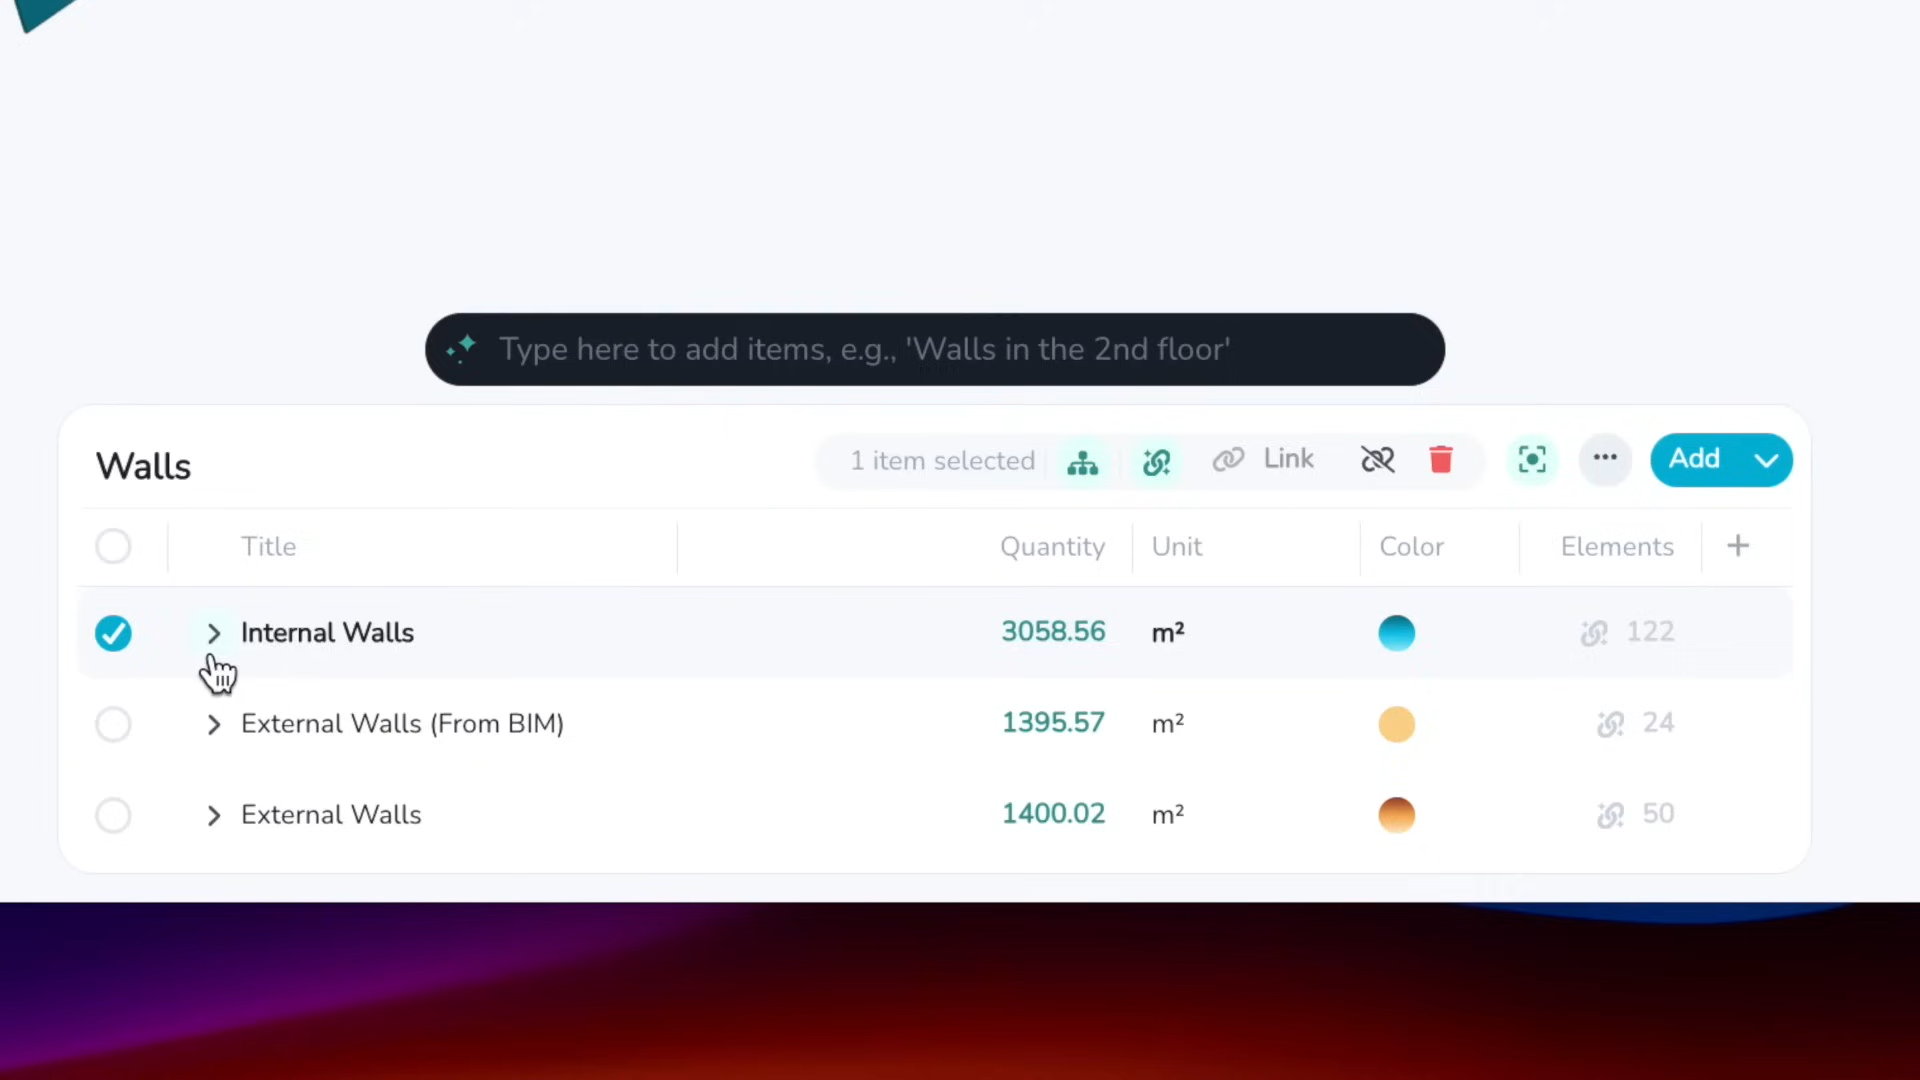 Type here to add items, e.g., 'Walls in the 2nd floor'
Walls
1 item selected
Link
Add
Title Quantity Unit Color Elements
Internal Walls 3058.56 m² 122
External Walls (From BIM) 1395.57 m² 24
External Walls 1400.02 m² 50